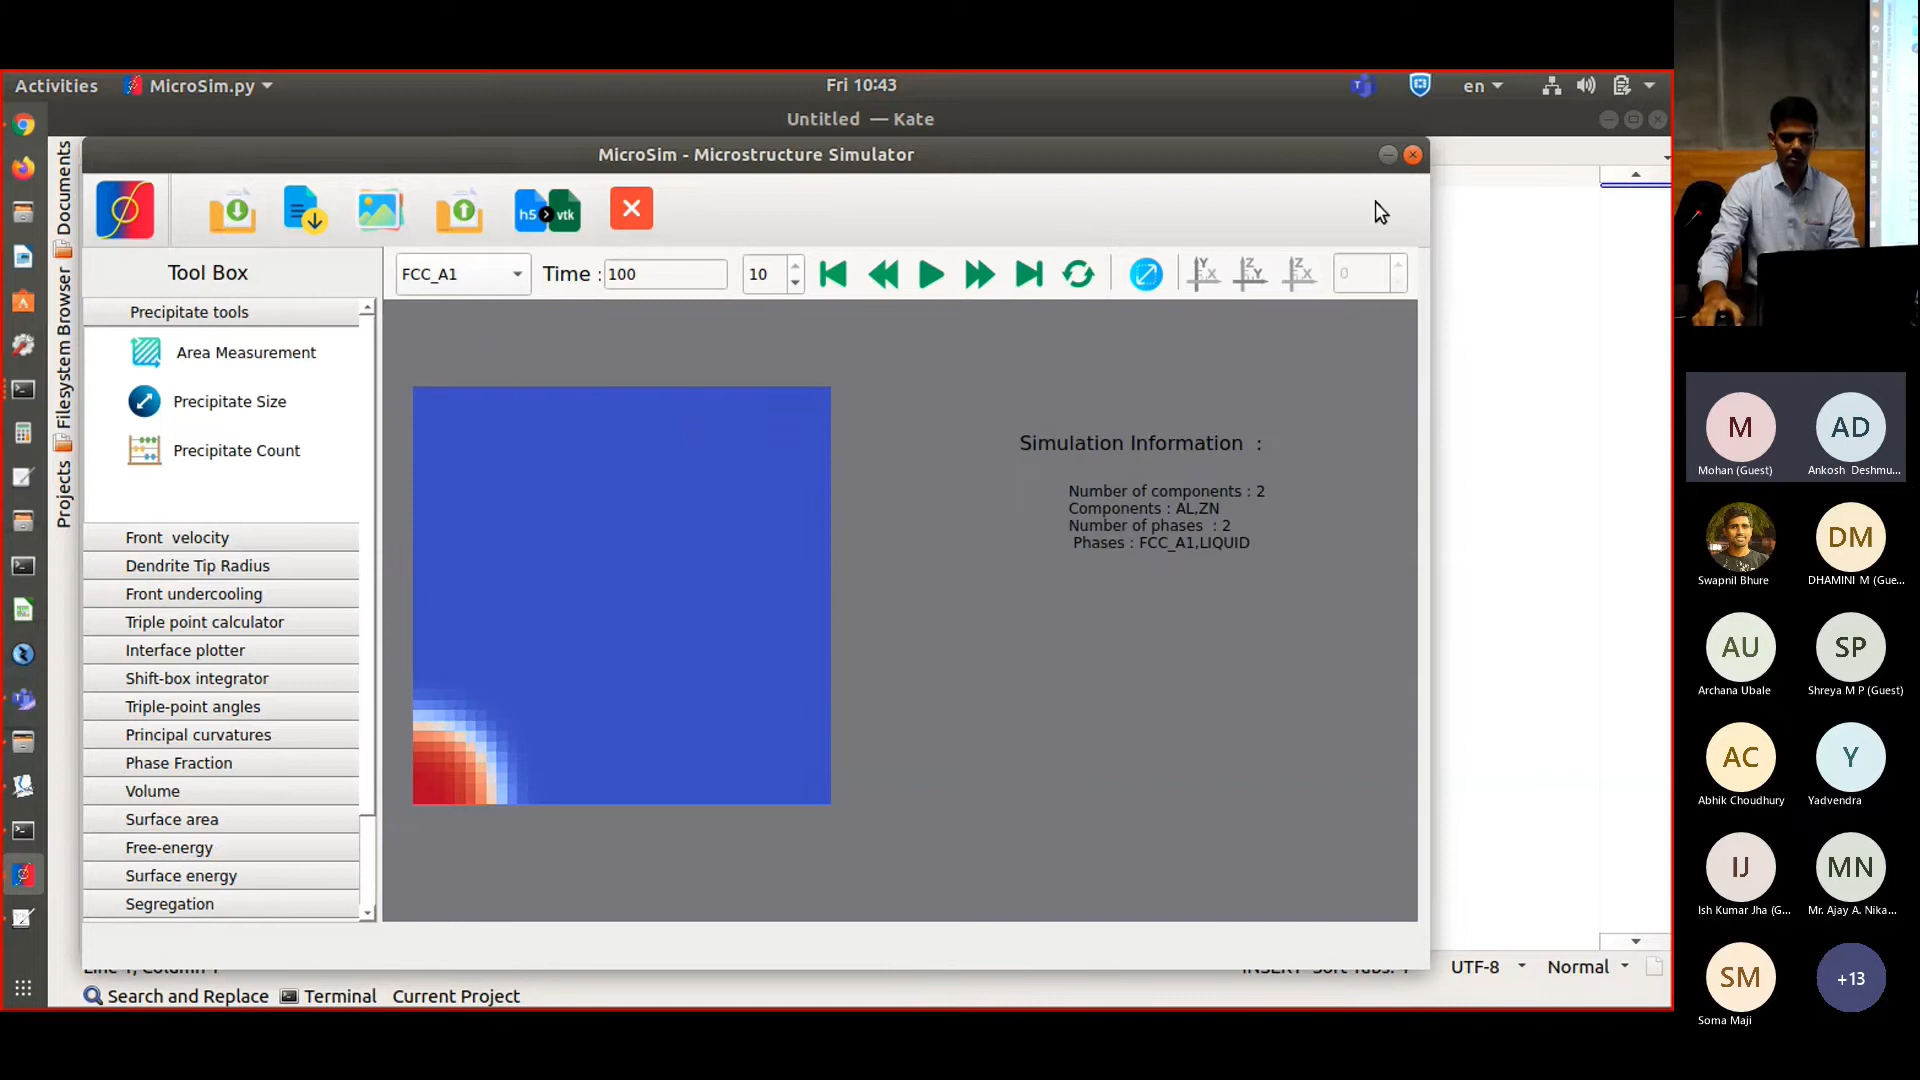 Activities
MicroSim.py
Fri 10:43
en
Untitled — Kate
MicroSim - Microstructure Simulator
Documents
Filesystem Browser
Projects
h5 > vtk
Tool Box
FCC_A1
Time :
100
10
Y
X
Z
Y
Z
X
0
Precipitate tools
Area Measurement
Precipitate Size
Precipitate Count
Front velocity
Dendrite Tip Radius
Front undercooling
Triple point calculator
Interface plotter
Shift-box integrator
Triple-point angles
Principal curvatures
Phase Fraction
Volume
Surface area
Free-energy
Surface energy
Segregation
Simulation Information :
Number of components : 2
Components : AL,ZN
Number of phases : 2
Phases : FCC_A1,LIQUID
UTF-8
Normal
Search and Replace
Terminal
Current Project
M
Mohan (Guest)
AD
Ankosh Deshmu...
Swapnil Bhure
DM
DHAMINI M (Gue...
AU
Archana Ubale
SP
Shreya M P (Guest)
AC
Abhik Choudhury
Y
Yadvendra
IJ
Ish Kumar Jha (G...
MN
Mr. Ajay A. Nika...
SM
Soma Maji
+13